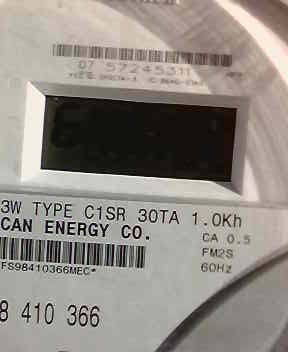 07 57245311
3W TYPE C1SR 30TA 1.0Kh
CAN ENERGY CO.
CA 0.5
FM2S
60Hz
FS98410366MEC*
8 410 366